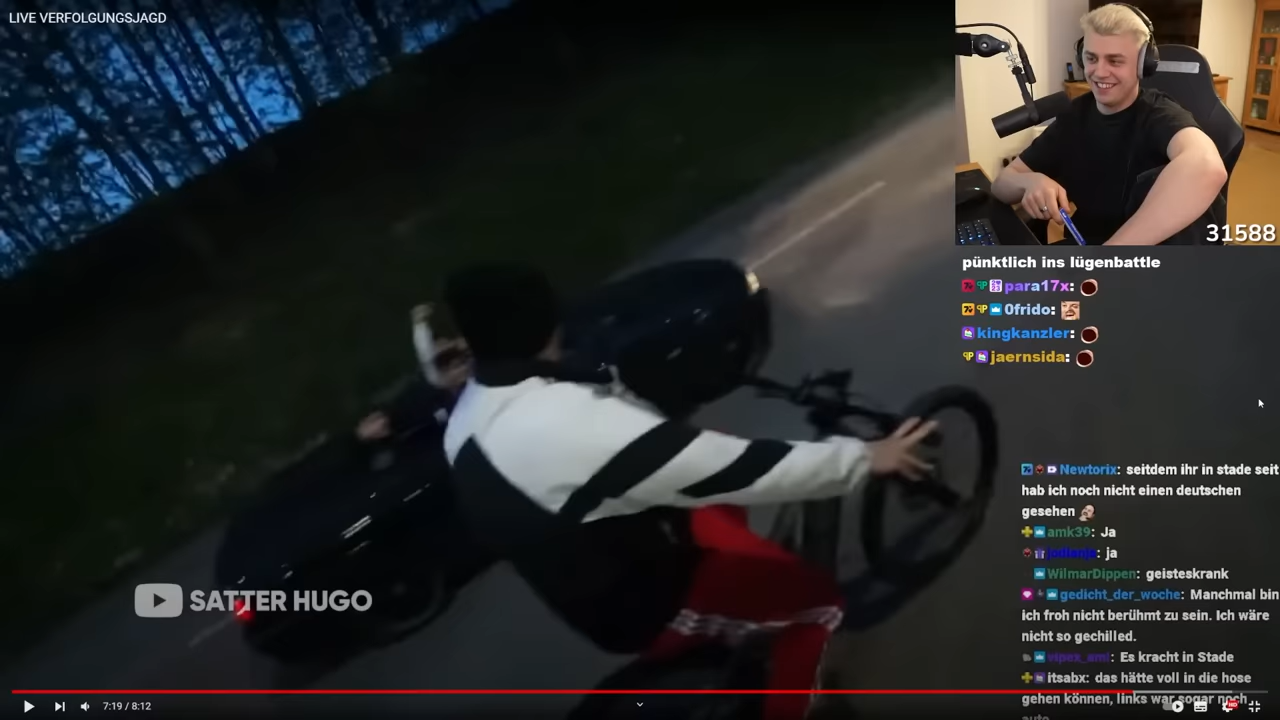 LIVE VERFOLGUNGSJAGD
31588
pünktlich ins lügenbattle
para17x:
0frido:
kingkanzler:
jaernsida:
Newtorix: seitdem ihr in stade seit
hab ich noch nicht einen deutschen
gesehen
amk39: Ja
: ja
WilmarDippen: geisteskrank
gedicht_der_woche: Manchmal bin
ich froh nicht berühmt zu sein. Ich wäre
nicht so gechilled.
: Es kracht in Stade
itsabx: das hätte voll in die hose
gehen können, links war sogar noch
auto
SATTER HUGO
7:19 / 8:12